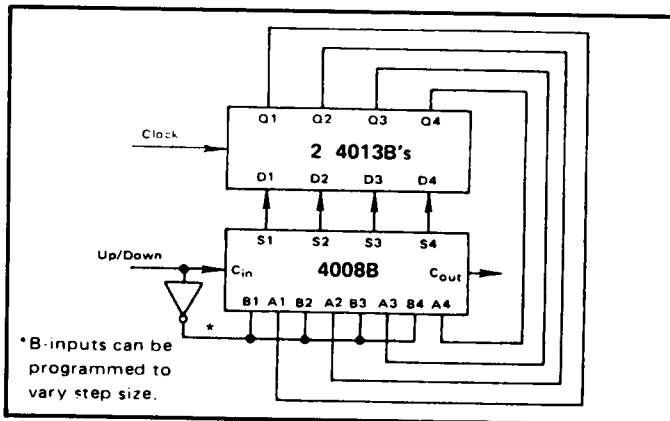 Q1 Q2 Q3 Q4
Clock
2 4013B's
D1 D2 D3 D4
S1 S2 S3 S4
Up/Down
Cin 4008B Cout
B1 A1 B2 A2 B3 A3 B4 A4
*
*B-inputs can be
programmed to
vary step size.